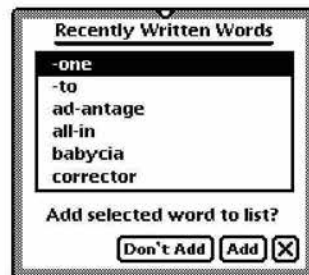 Recently Written Words
-one
-to
ad-antage
all-in
babycia
corrector
Add selected word to list?
Don't Add Add X